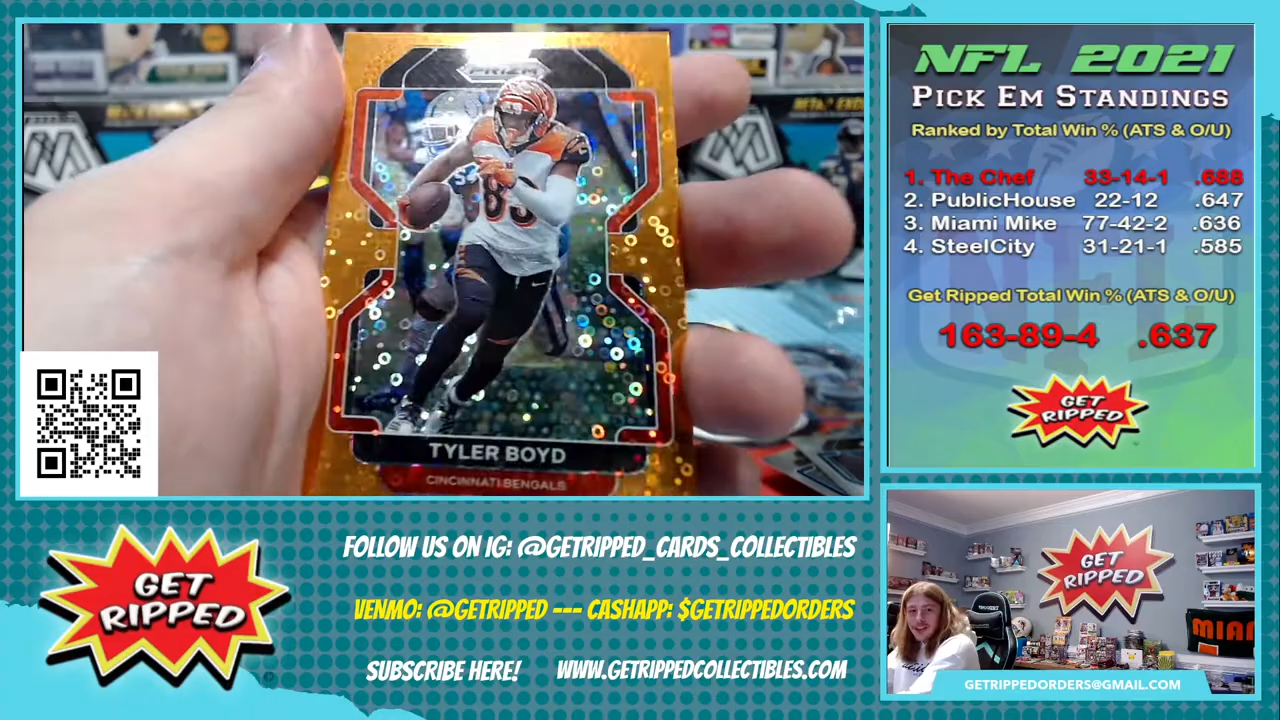 PRIZM
83
TYLER BOYD
CINCINNATI BENGALS
NFL 2021
PICK EM STANDINGS
Ranked by Total Win % (ATS & O/U)
1. The Chef 33-14-1 .688
2. PublicHouse 22-12 .647
3. Miami Mike 77-42-2 .636
4. SteelCity 31-21-1 .585
Get Ripped Total Win % (ATS & O/U)
163-89-4 .637
GET
RIPPED
GET
RIPPED
FOLLOW US ON IG: @GETRIPPED_CARDS_COLLECTIBLES
VENMO: @GETRIPPED --- CASHAPP: $GETRIPPEDORDERS
SUBSCRIBE HERE! WWW.GETRIPPEDCOLLECTIBLES.COM
GET
RIPPED
MIAM
GETRIPPEDORDERS@GMAIL.COM